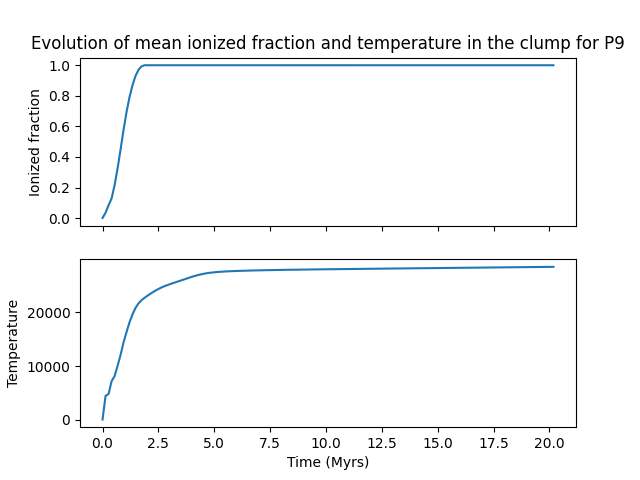 Evolution of mean ionized fraction and temperature in the clump for P9
1.0
0.8
0.6
0.4
0.2
0.0
Ionized fraction
20000
10000
0
Temperature
0.0 2.5 5.0 7.5 10.0 12.5 15.0 17.5 20.0
Time (Myrs)